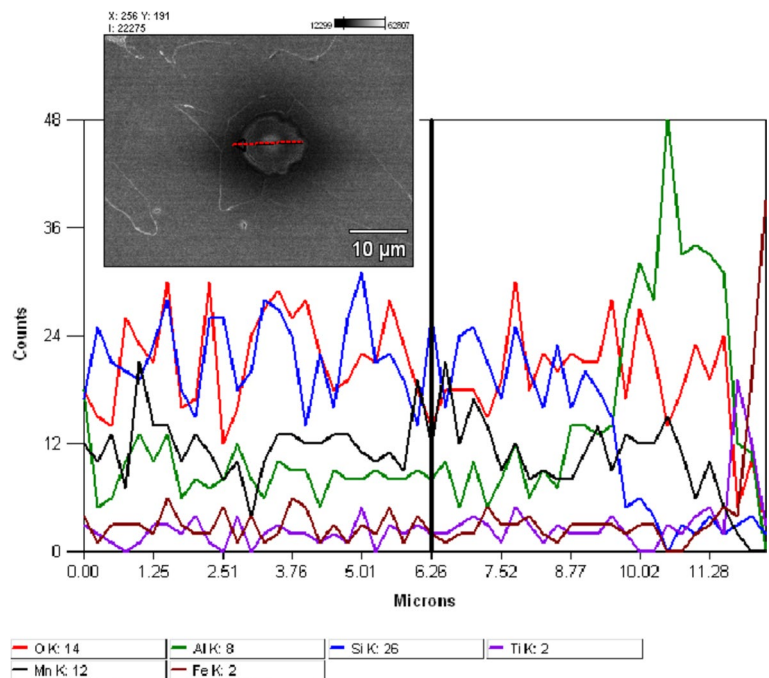 X: 256 Y: 191
I: 22275
12299 62807
10 µm
48
36
24
12
0
Counts
0.00 1.25 2.51 3.76 5.01 6.26 7.52 8.77 10.02 11.28
Microns
O K: 14 Al K: 8 Si K: 26 Ti K: 2
Mn K: 12 Fe K: 2